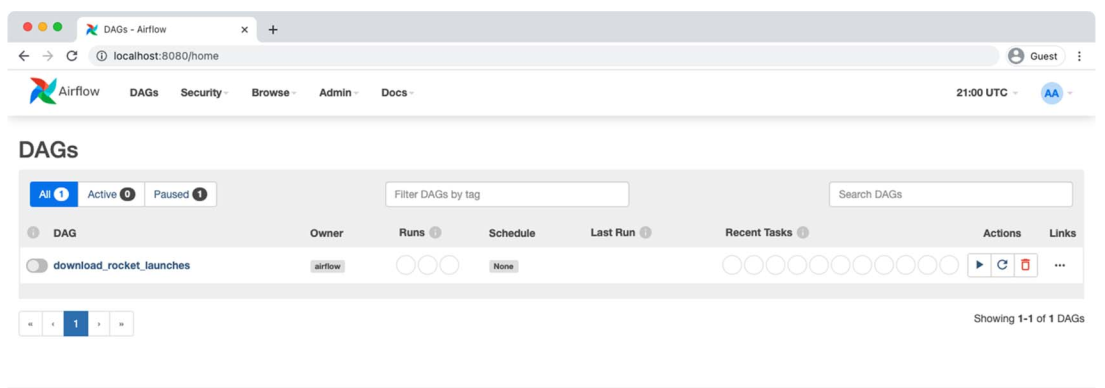 DAGs - Airflow
localhost:8080/home
Guest
Airflow DAGs Security Browse Admin Docs 21:00 UTC AA
DAGs
All 1 Active 0 Paused 1 Filter DAGs by tag Search DAGs
i DAG Owner Runs i Schedule Last Run i Recent Tasks i Actions Links
download_rocket_launches airflow None
« ‹ 1 › » Showing 1-1 of 1 DAGs